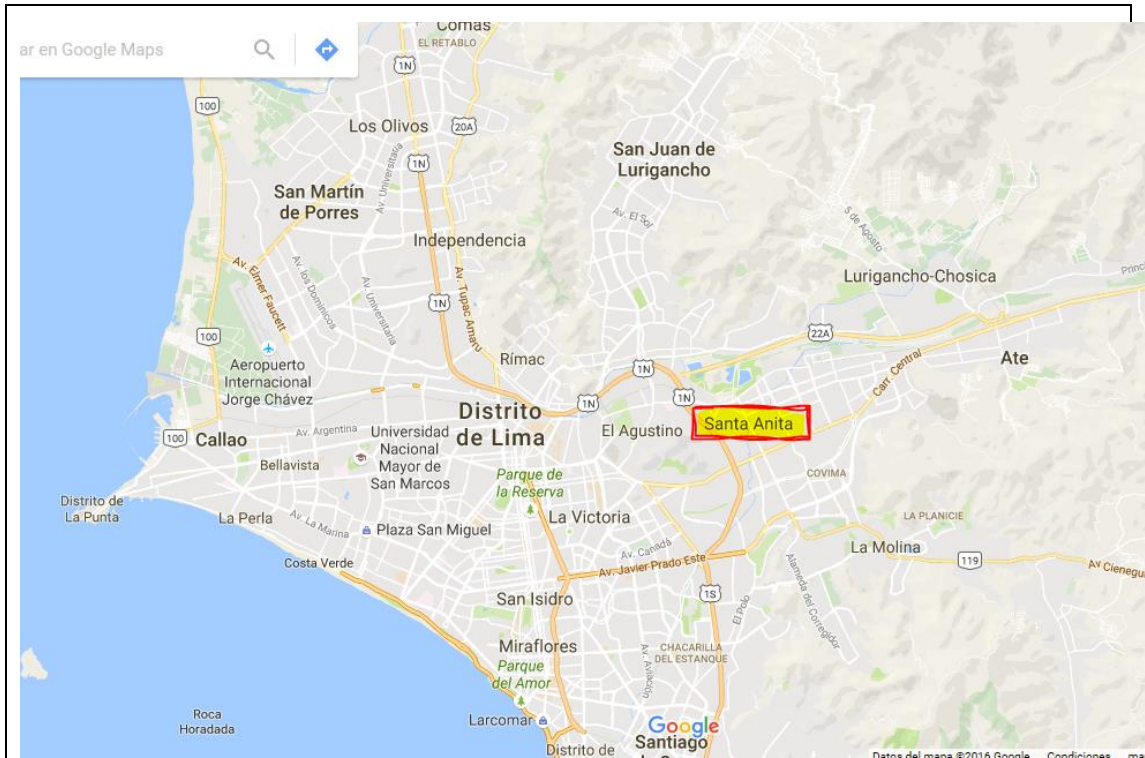 Comas
EL RETABLO
ar en Google Maps
1N
100
Los Olivos
20A
San Juan de
Lurigancho
1N
Av. Universitaria
San Martín
de Porres
Av. El Sol
5 de Agosto
Independencia
Av. Elmer Faucett
Av. los Dominicos
Av. Universitaria
Av. Tupac Amaru
Lurigancho-Chosica
Princ
1N
100
22A
Aeropuerto
Internacional
Jorge Chávez
Rímac
1N
Carr. Central
Ate
1N
1N
Distrito
de Lima
Santa Anita
El Agustino
100
Callao
Av. Argentina
Universidad
Nacional
Mayor de
San Marcos
Bellavista
Parque de
la Reserva
COVIMA
Distrito de
La Punta
La Perla
Av. La Marina
Plaza San Miguel
La Victoria
LA PLANICIE
Av. Canadá
La Molina
Costa Verde
Av. Javier Prado Este
119
Av Cienegu
Alameda del Corregidor
San Isidro
1S
El Polo
Miraflores
CHACARILLA
DEL ESTANQUE
Av. Aviación
Parque
del Amor
Roca
Horadada
Larcomar
Google
Santiago
Distrito de
Datos del mapa ©2016 Google
Condiciones